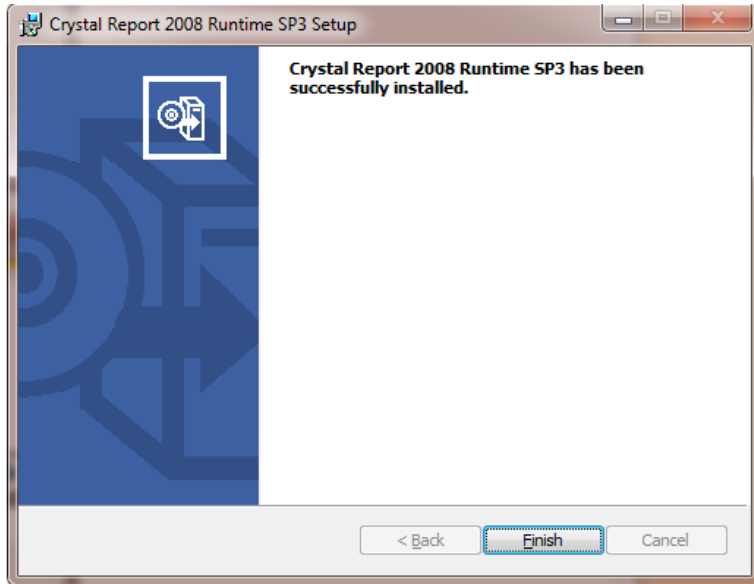 Crystal Report 2008 Runtime SP3 Setup
Crystal Report 2008 Runtime SP3 has been
successfully installed.
< Back
Finish
Cancel